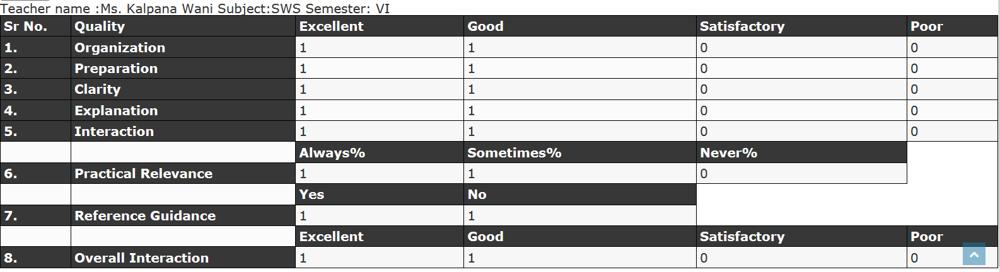 Teacher name :Ms. Kalpana Wani Subject:SWS Semester: VI
Sr No. Quality Excellent Good Satisfactory Poor
1. Organization 1 1 0 0
2. Preparation 1 1 0 0
3. Clarity 1 1 0 0
4. Explanation 1 1 0 0
5. Interaction 1 1 0 0
Always% Sometimes% Never%
6. Practical Relevance 1 1 0
Yes No
7. Reference Guidance 1 1
Excellent Good Satisfactory Poor
8. Overall Interaction 1 1 0 0